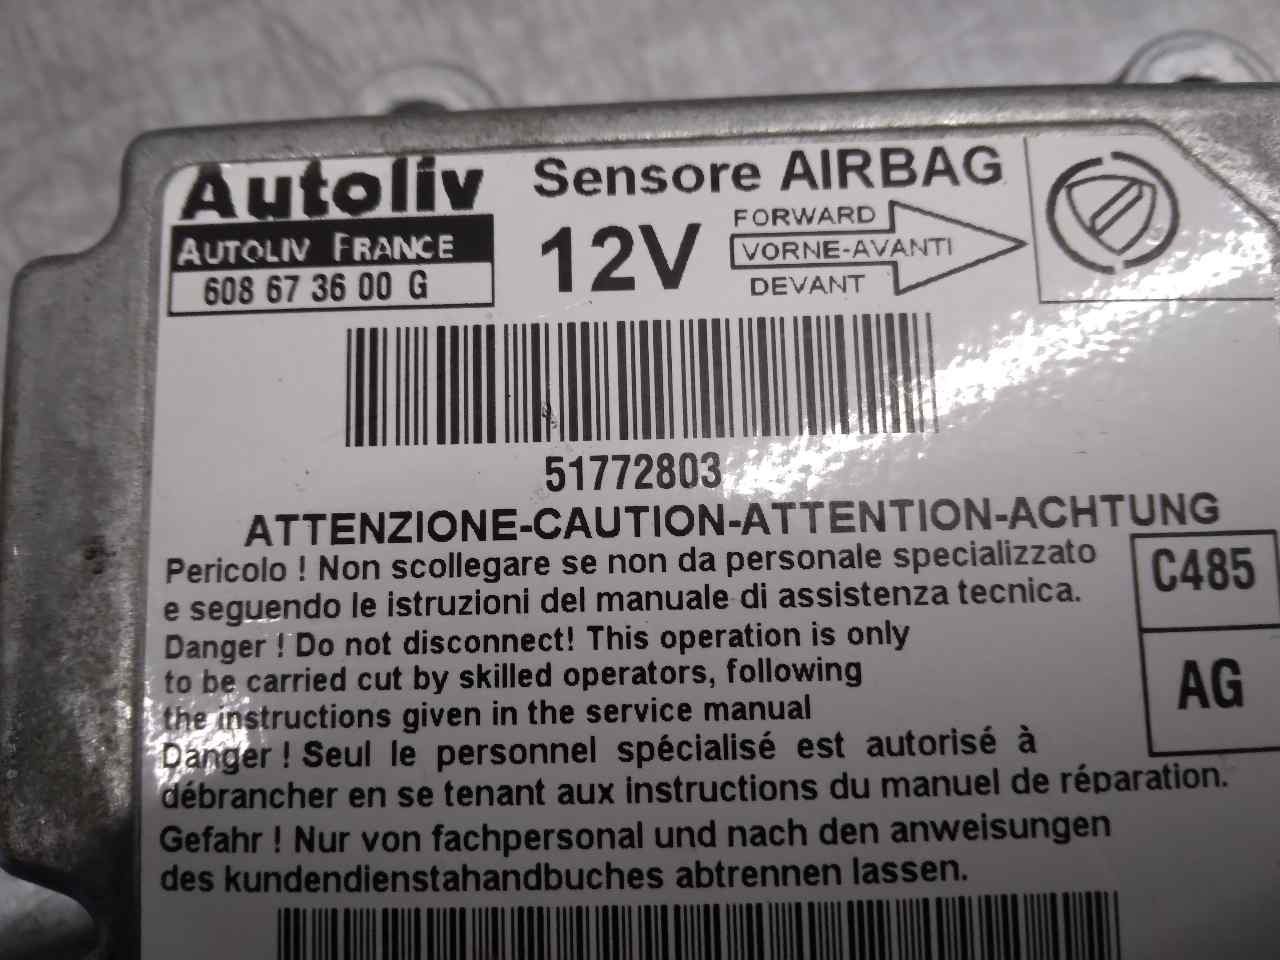 Autoliv
Sensore AIRBAG
AUTOLIV FRANCE
608 67 36 00 G
12V
FORWARD
VORNE-AVANTI
DEVANT
51772803
ATTENZIONE-CAUTION-ATTENTION-ACHTUNG
Pericolo ! Non scollegare se non da personale specializzato
e seguendo le istruzioni del manuale di assistenza tecnica.
Danger ! Do not disconnect! This operation is only
to be carried cut by skilled operators, following
the instructions given in the service manual
Danger ! Seul le personnel spécialisé est autorisé à
débrancher en se tenant aux instructions du manuel de réparation.
Gefahr ! Nur von fachpersonal und nach den anweisungen
des kundendienstahandbuches abtrennen lassen.
C485
AG